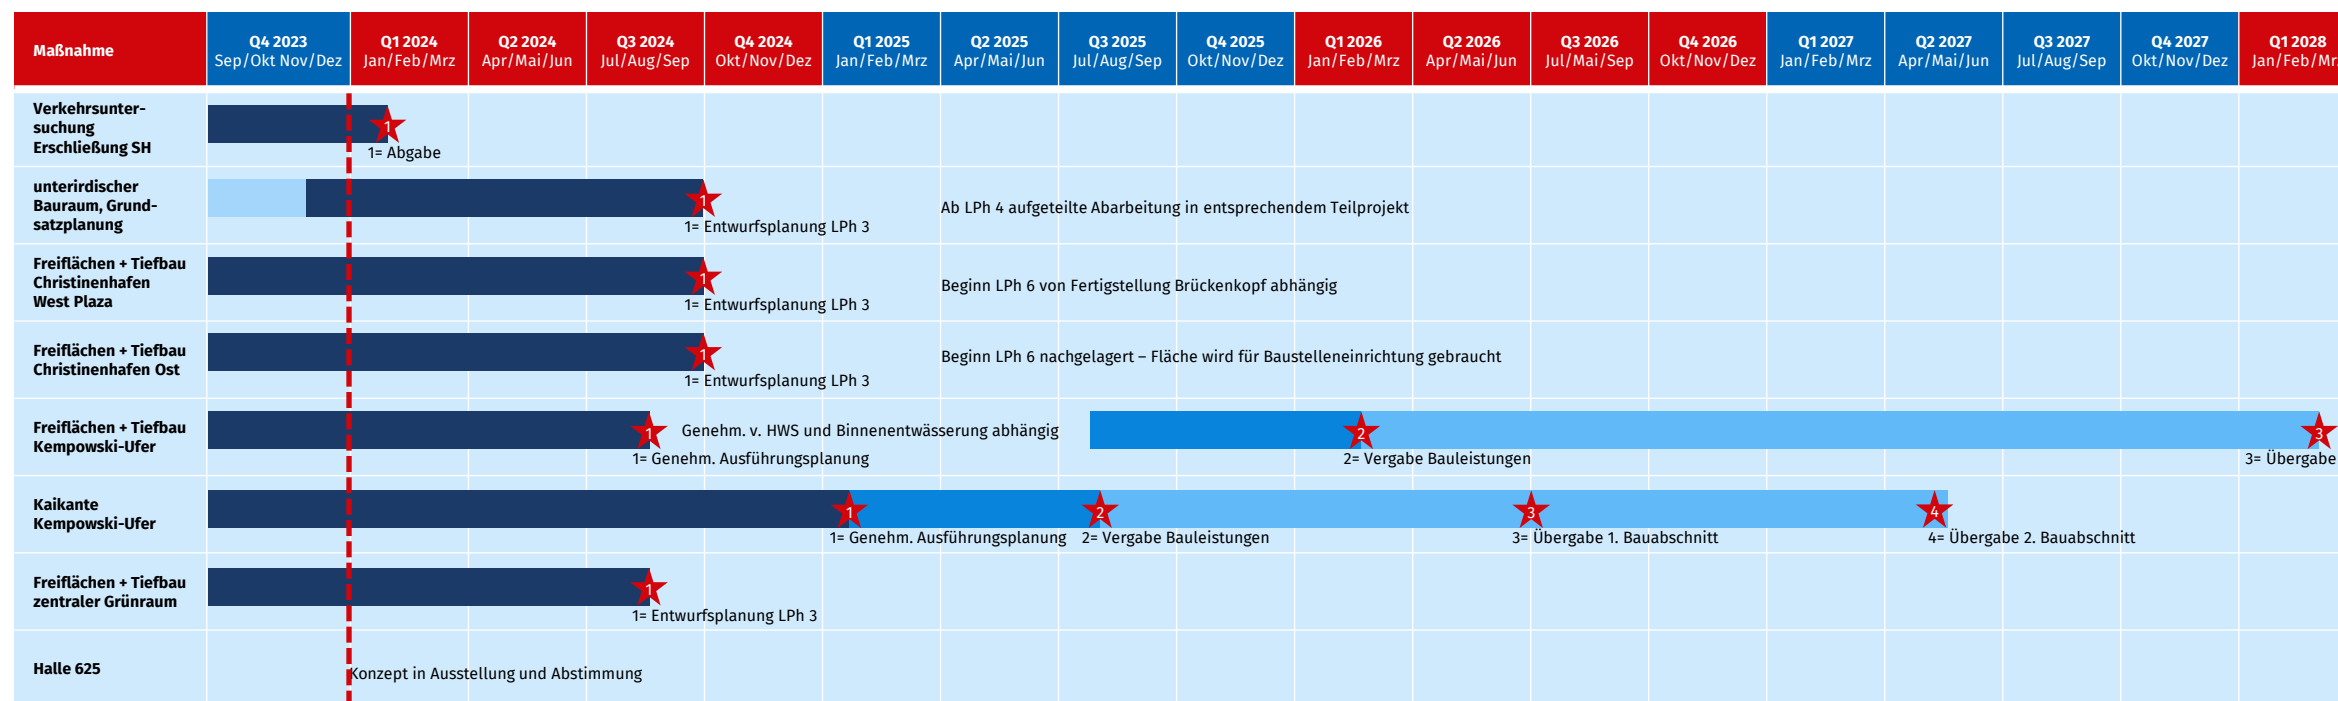 Maßnahme
Q4 2023
Sep/Okt Nov/Dez
Q1 2024
Jan/Feb/Mrz
Q2 2024
Apr/Mai/Jun
Q3 2024
Jul/Aug/Sep
Q4 2024
Okt/Nov/Dez
Q1 2025
Jan/Feb/Mrz
Q2 2025
Apr/Mai/Jun
Q3 2025
Jul/Aug/Sep
Q4 2025
Okt/Nov/Dez
Q1 2026
Jan/Feb/Mrz
Q2 2026
Apr/Mai/Jun
Q3 2026
Jul/Mai/Sep
Q4 2026
Okt/Nov/Dez
Q1 2027
Jan/Feb/Mrz
Q2 2027
Apr/Mai/Jun
Q3 2027
Jul/Aug/Sep
Q4 2027
Okt/Nov/Dez
Q1 2028
Jan/Feb/Mr
Verkehrsunter-
suchung
Erschließung SH
1
1= Abgabe
unterirdischer
Bauraum, Grund-
satzplanung
1
1= Entwurfsplanung LPh 3
Ab LPh 4 aufgeteilte Abarbeitung in entsprechendem Teilprojekt
Freiflächen + Tiefbau
Christinenhafen
West Plaza
1
1= Entwurfsplanung LPh 3
Beginn LPh 6 von Fertigstellung Brückenkopf abhängig
Freiflächen + Tiefbau
Christinenhafen Ost
1
1= Entwurfsplanung LPh 3
Beginn LPh 6 nachgelagert – Fläche wird für Baustelleneinrichtung gebraucht
Freiflächen + Tiefbau
Kempowski-Ufer
1
Genehm. v. HWS und Binnenentwässerung abhängig
2
3
1= Genehm. Ausführungsplanung
2= Vergabe Bauleistungen
3= Übergabe
Kaikante
Kempowski-Ufer
1
2
3
4
1= Genehm. Ausführungsplanung
2= Vergabe Bauleistungen
3= Übergabe 1. Bauabschnitt
4= Übergabe 2. Bauabschnitt
Freiflächen + Tiefbau
zentraler Grünraum
1
1= Entwurfsplanung LPh 3
Halle 625
Konzept in Ausstellung und Abstimmung